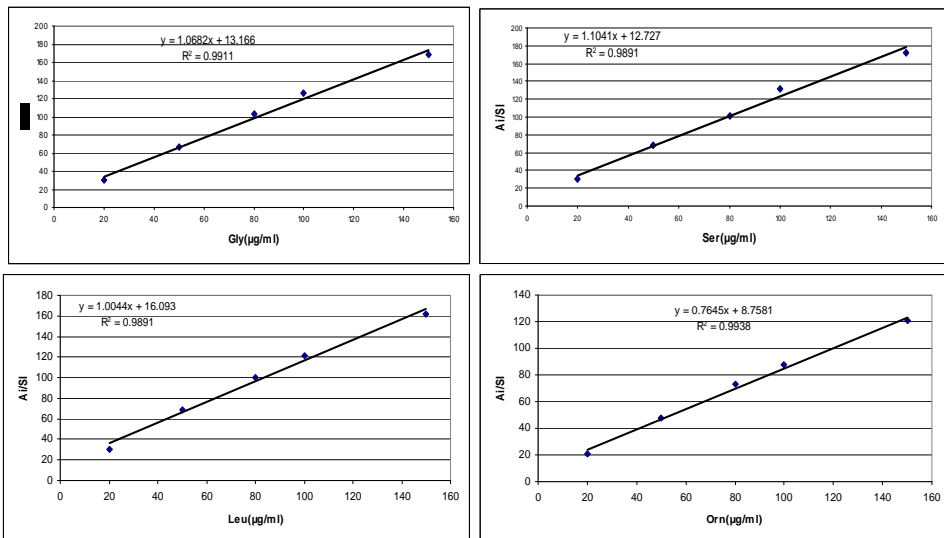 y = 1.0682x + 13.166
R² = 0.9911
200
180
160
140
120
100
80
60
40
20
0
0 20 40 60 80 100 120 140 160
Gly(µg/ml)
y = 1.1041x + 12.727
R² = 0.9891
Ai/SI
200
180
160
140
120
100
80
60
40
20
0
0 20 40 60 80 100 120 140 160
Ser(µg/ml)
y = 1.0044x + 16.093
R² = 0.9891
Ai/SI
180
160
140
120
100
80
60
40
20
0
0 20 40 60 80 100 120 140 160
Leu(µg/ml)
y = 0.7645x + 8.7581
R² = 0.9938
Ai/SI
140
120
100
80
60
40
20
0
0 20 40 60 80 100 120 140 160
Orn(µg/ml)